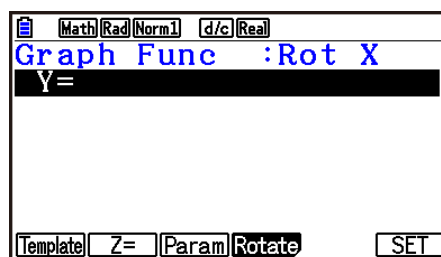 Math Rad Norm1 d/c Real
Graph Func :Rot X
Y=
Template Z= Param Rotate SET